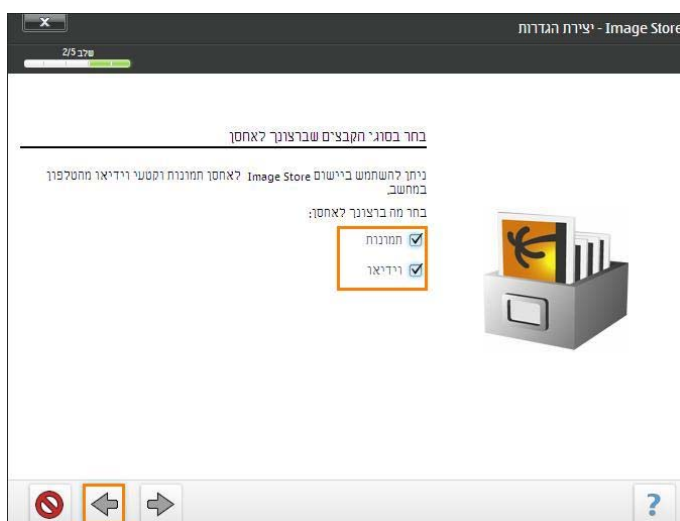 Image Store - יצירת הגדרות
שלב 2/5
בחר בסוגי הקבצים שברצונך לאחסן
ניתן להשתמש ביישום Image Store לאחסן תמונות וקטעי וידיאו מהטלפון
במחשב.
בחר מה ברצונך לאחסן:
תמונות
וידיאו